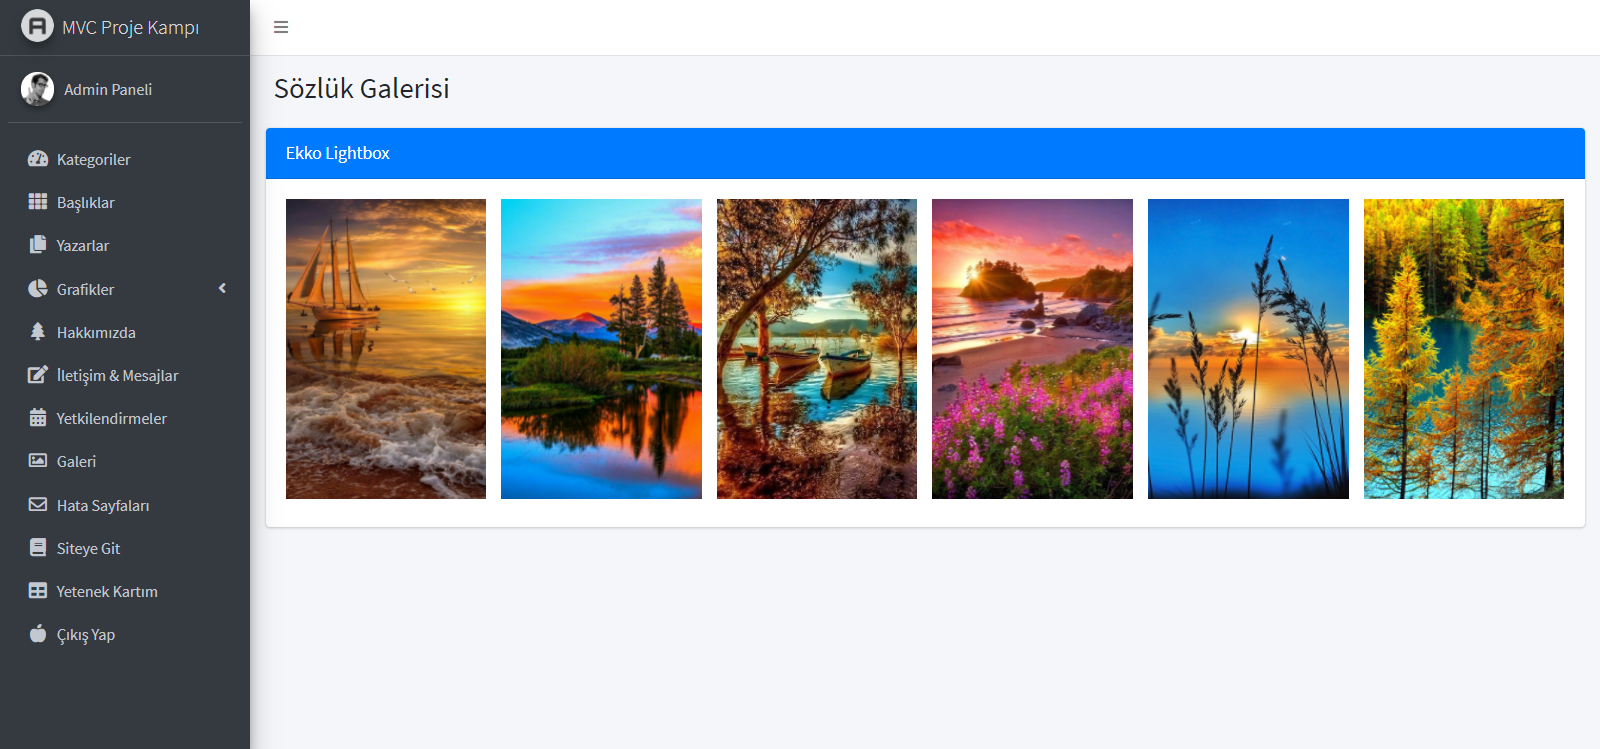 MVC Proje Kampı
Admin Paneli
Kategoriler
Başlıklar
Yazarlar
Grafikler
Hakkımızda
İletişim & Mesajlar
Yetkilendirmeler
Galeri
Hata Sayfaları
Siteye Git
Yetenek Kartım
Çıkış Yap
Sözlük Galerisi
Ekko Lightbox